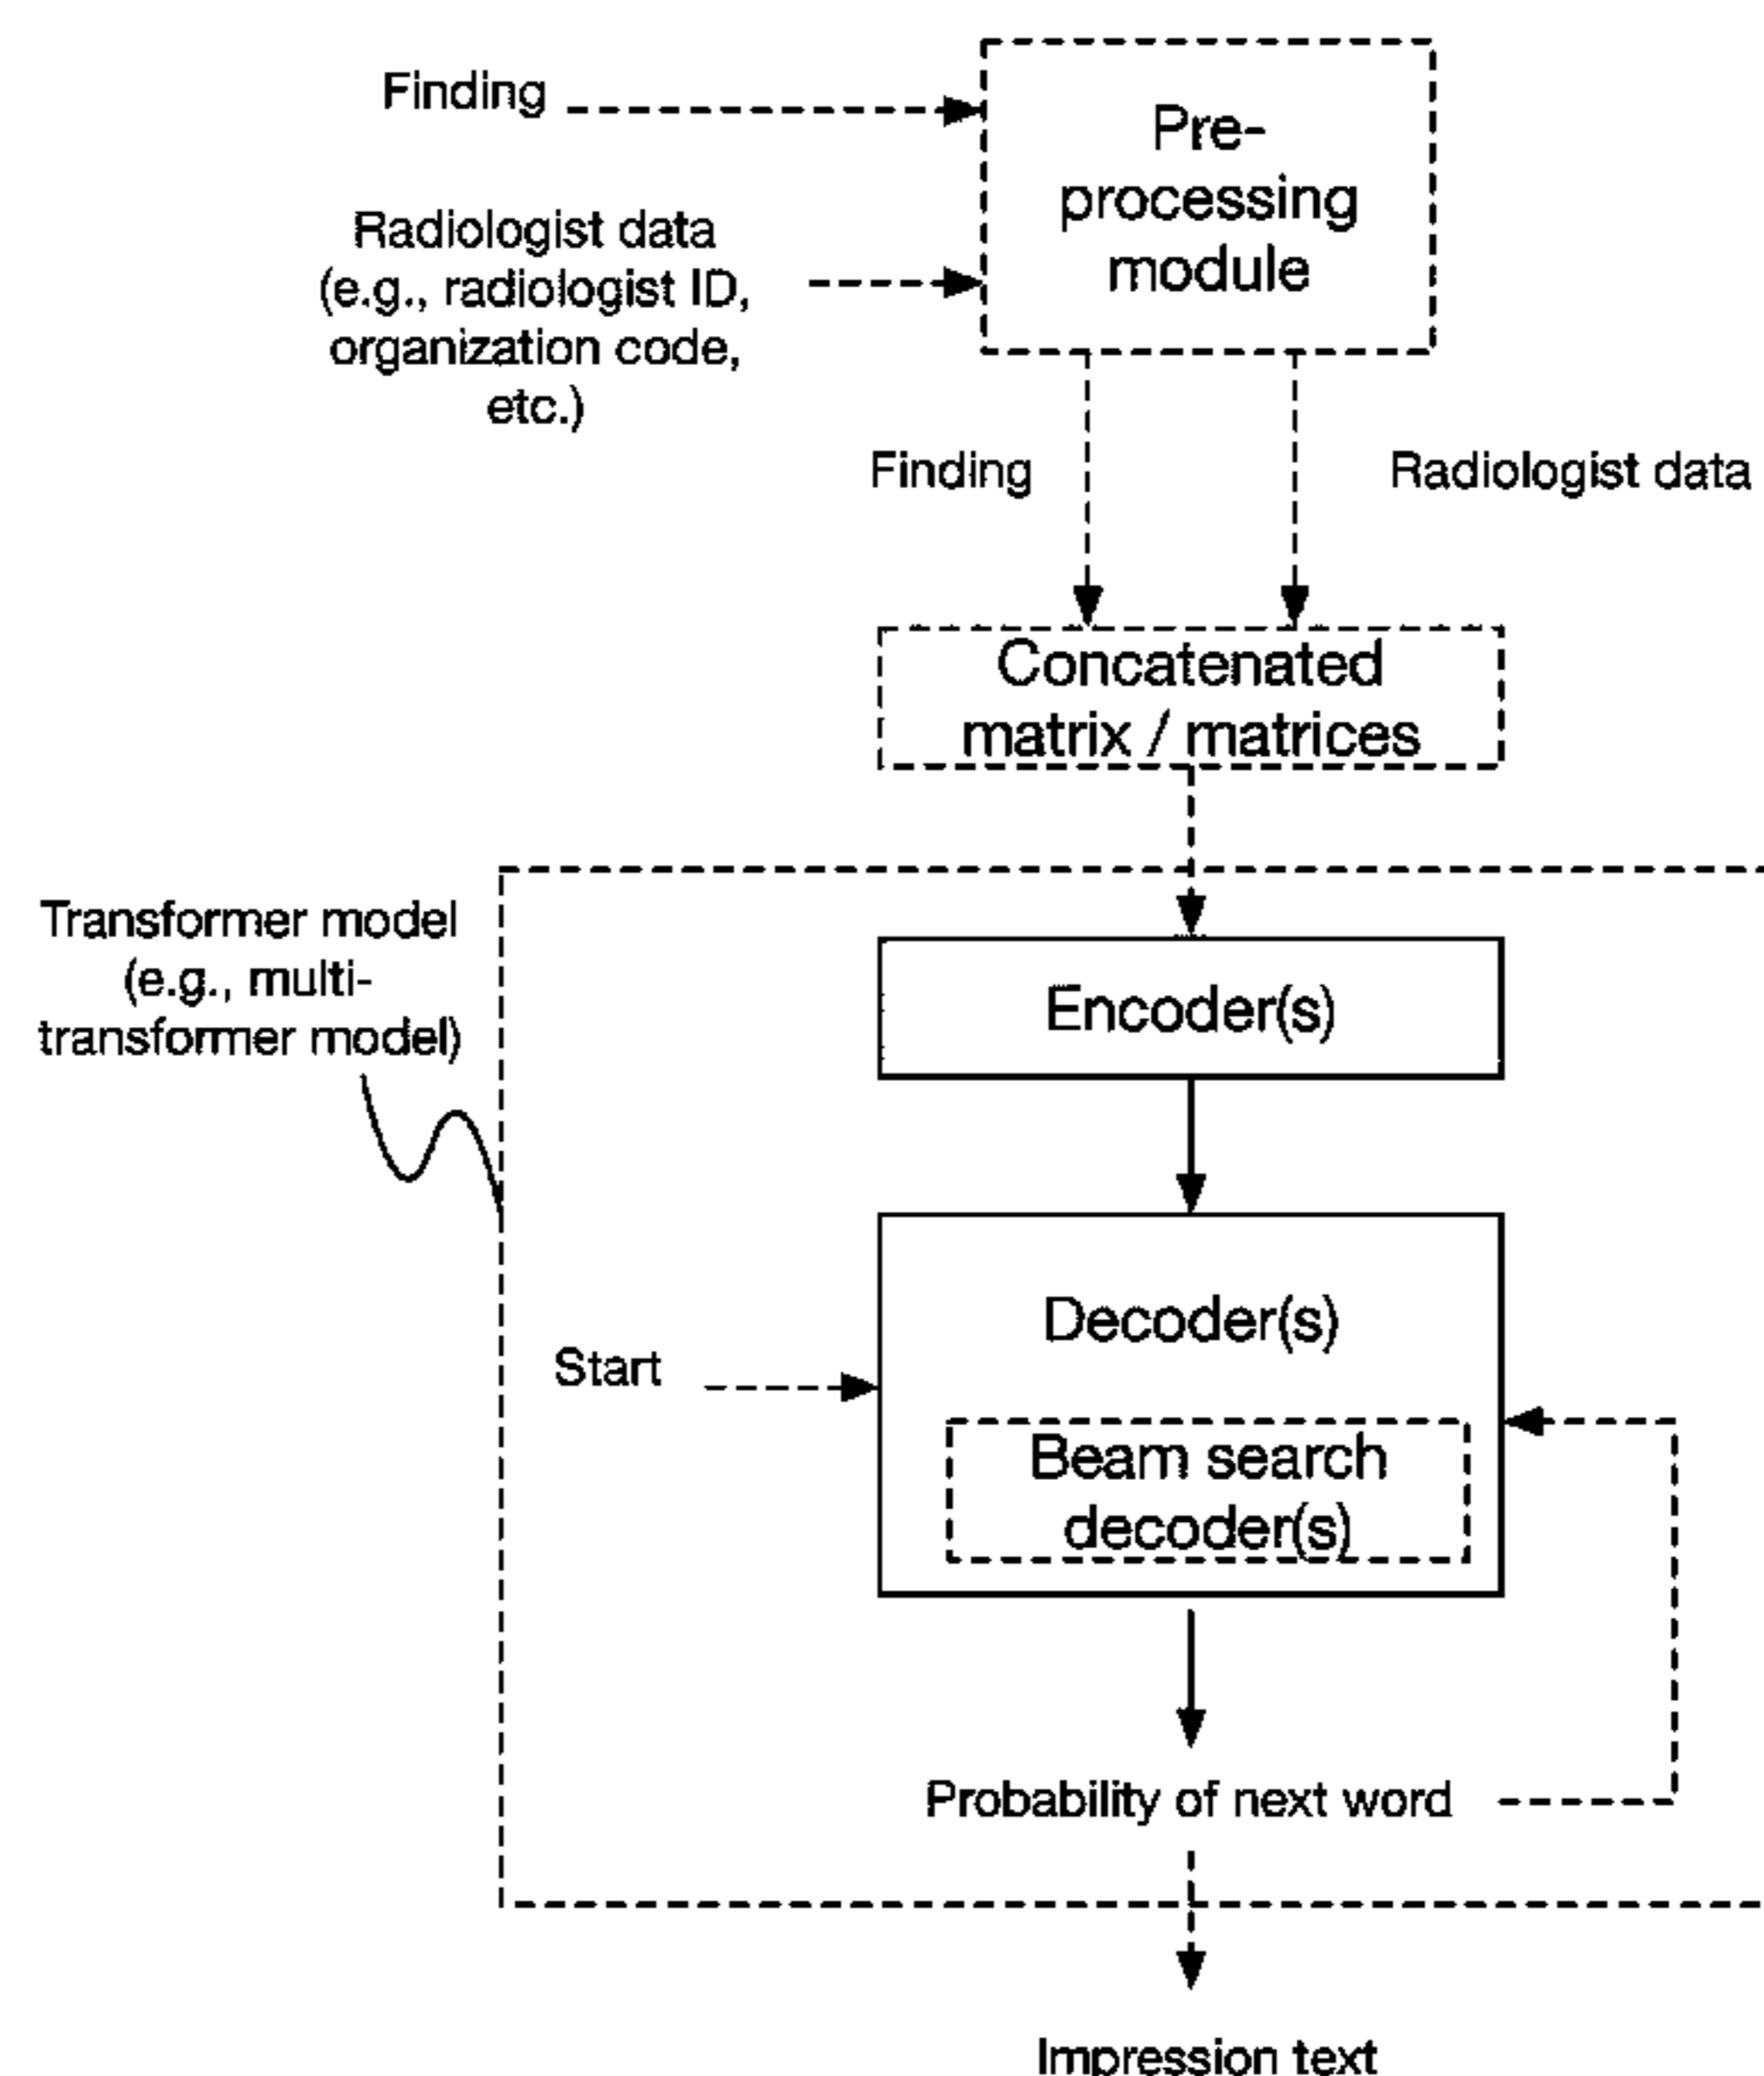 Finding
Pre-
processing
module
Radiologist data
(e.g., radiologist ID,
organization code,
etc.)
Finding
Radiologist data
Concatenated
matrix / matrices
Transformer model
(e.g., multi-
transformer model)
Encoder(s)
Decoder(s)
Start
Beam search
decoder(s)
Probability of next word
Impression text